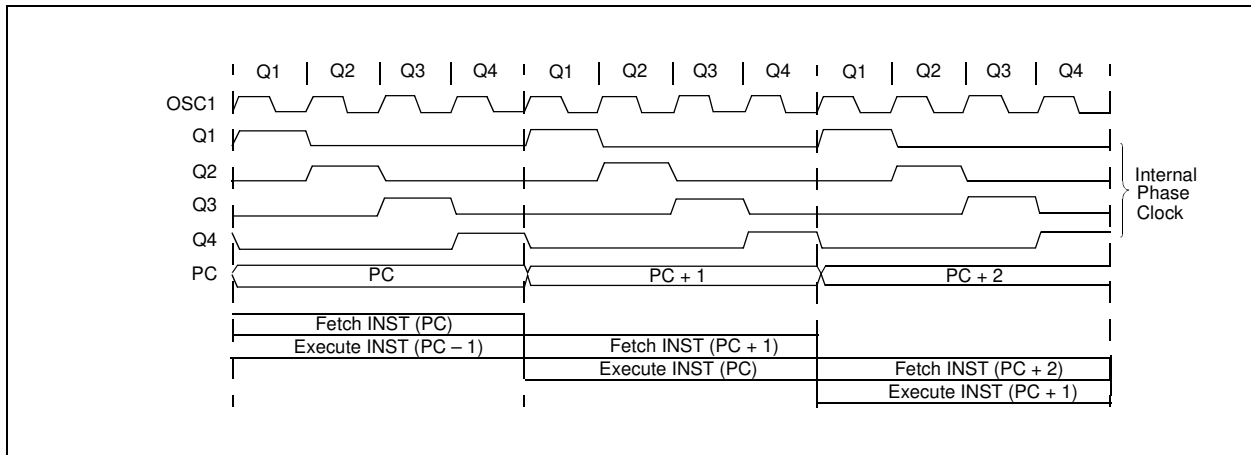 Q1 Q2 Q3 Q4 Q1 Q2 Q3 Q4 Q1 Q2 Q3 Q4
OSC1
Q1
Q2
Q3
Q4
Internal
Phase
Clock
PC PC PC + 1 PC + 2
Fetch INST (PC)
Execute INST (PC – 1) Fetch INST (PC + 1)
Execute INST (PC) Fetch INST (PC + 2)
Execute INST (PC + 1)